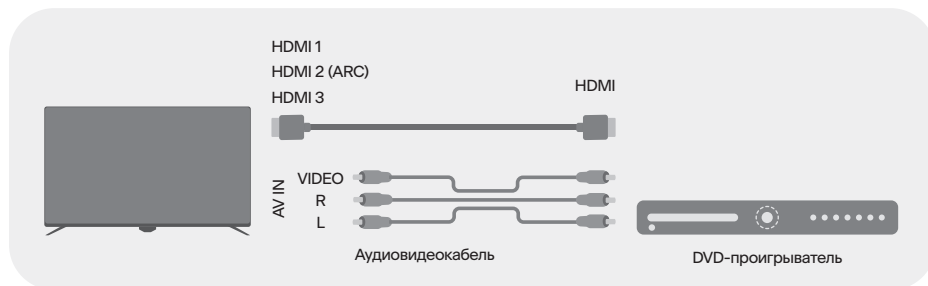 HDMI 1
HDMI 2 (ARC)
HDMI 3
HDMI
AV IN
VIDEO
R
L
Аудиовидеокабель
DVD-проигрыватель